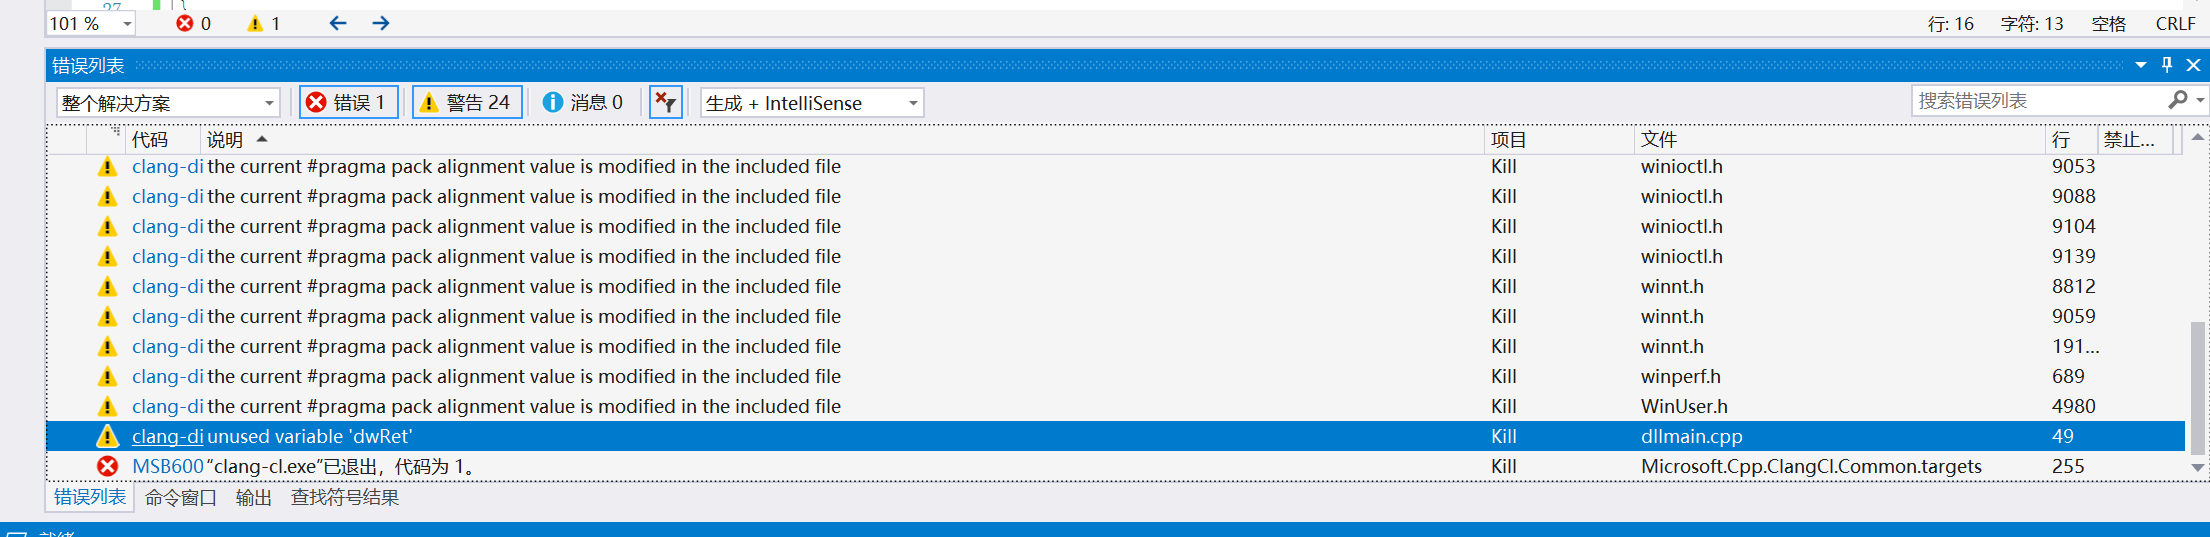 27 {
101 % 0 1 行: 16 字符: 13 空格 CRLF
错误列表
整个解决方案 错误 1 警告 24 消息 0 生成 + IntelliSense 搜索错误列表
代码 说明 项目 文件 行 禁止...
clang-di the current #pragma pack alignment value is modified in the included file Kill winioctl.h 9053
clang-di the current #pragma pack alignment value is modified in the included file Kill winioctl.h 9088
clang-di the current #pragma pack alignment value is modified in the included file Kill winioctl.h 9104
clang-di the current #pragma pack alignment value is modified in the included file Kill winioctl.h 9139
clang-di the current #pragma pack alignment value is modified in the included file Kill winnt.h 8812
clang-di the current #pragma pack alignment value is modified in the included file Kill winnt.h 9059
clang-di the current #pragma pack alignment value is modified in the included file Kill winnt.h 191...
clang-di the current #pragma pack alignment value is modified in the included file Kill winperf.h 689
clang-di the current #pragma pack alignment value is modified in the included file Kill WinUser.h 4980
clang-di unused variable 'dwRet' Kill dllmain.cpp 49
MSB600 “clang-cl.exe”已退出，代码为 1。 Kill Microsoft.Cpp.ClangCl.Common.targets 255
错误列表 命令窗口 输出 查找符号结果
就绪